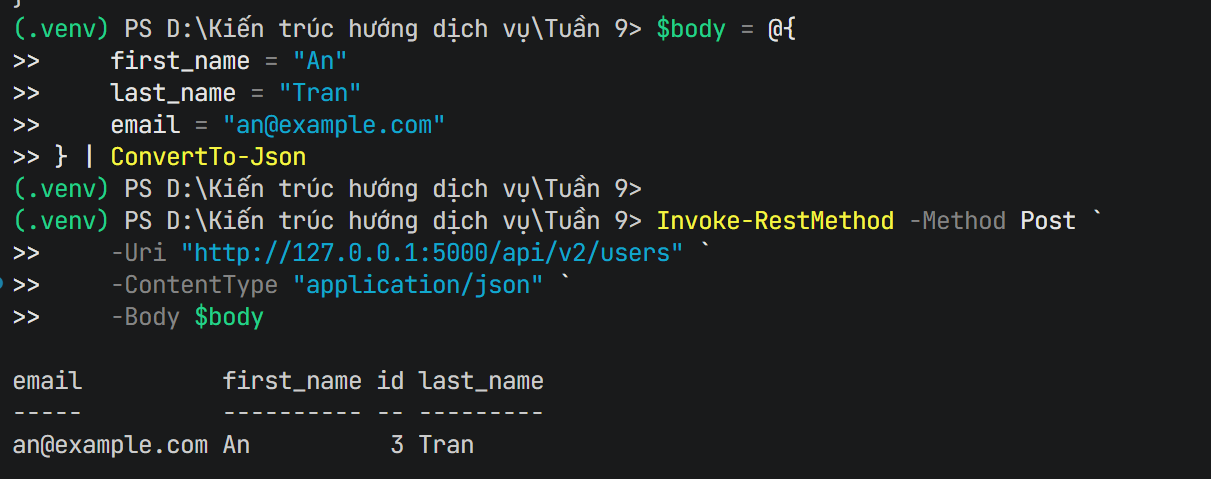 }
(.venv) PS D:\Kiến trúc hướng dịch vụ\Tuần 9> $body = @{
>>     first_name = "An"
>>     last_name = "Tran"
>>     email = "an@example.com"
>> } | ConvertTo-Json
(.venv) PS D:\Kiến trúc hướng dịch vụ\Tuần 9>
(.venv) PS D:\Kiến trúc hướng dịch vụ\Tuần 9> Invoke-RestMethod -Method Post `
>>     -Uri "http://127.0.0.1:5000/api/v2/users" `
>>     -ContentType "application/json" `
>>     -Body $body
email          first_name id last_name
-----          ---------- -- ---------
an@example.com An          3 Tran